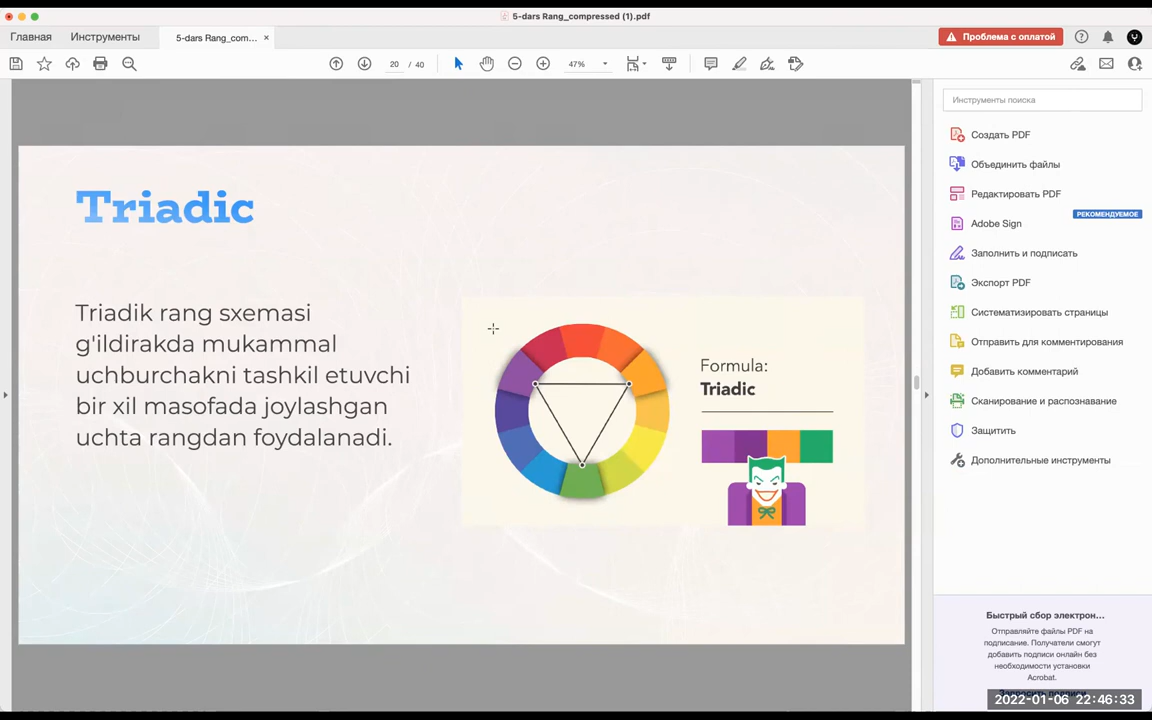 5-dars Rang_compressed (1).pdf
Главная Инструменты 5-dars Rang_com... × Проблема с оплатой
20 / 40 47%
Инструменты поиска
Создать PDF
Объединить файлы
Редактировать PDF
РЕКОМЕНДУЕМОЕ
Adobe Sign
Заполнить и подписать
Экспорт PDF
Систематизировать страницы
Отправить для комментирования
Добавить комментарий
Сканирование и распознавание
Защитить
Дополнительные инструменты
Triadic
Triadik rang sxemasi
g'ildirakda mukammal
uchburchakni tashkil etuvchi
bir xil masofada joylashgan
uchta rangdan foydalanadi.
Formula:
Triadic
Быстрый сбор электрон...
Отправляйте файлы PDF на
подписание. Получатели смогут
добавить подписи онлайн без
необходимости установки
Acrobat.
Запросить подписи
2022-01-06 22:46:33